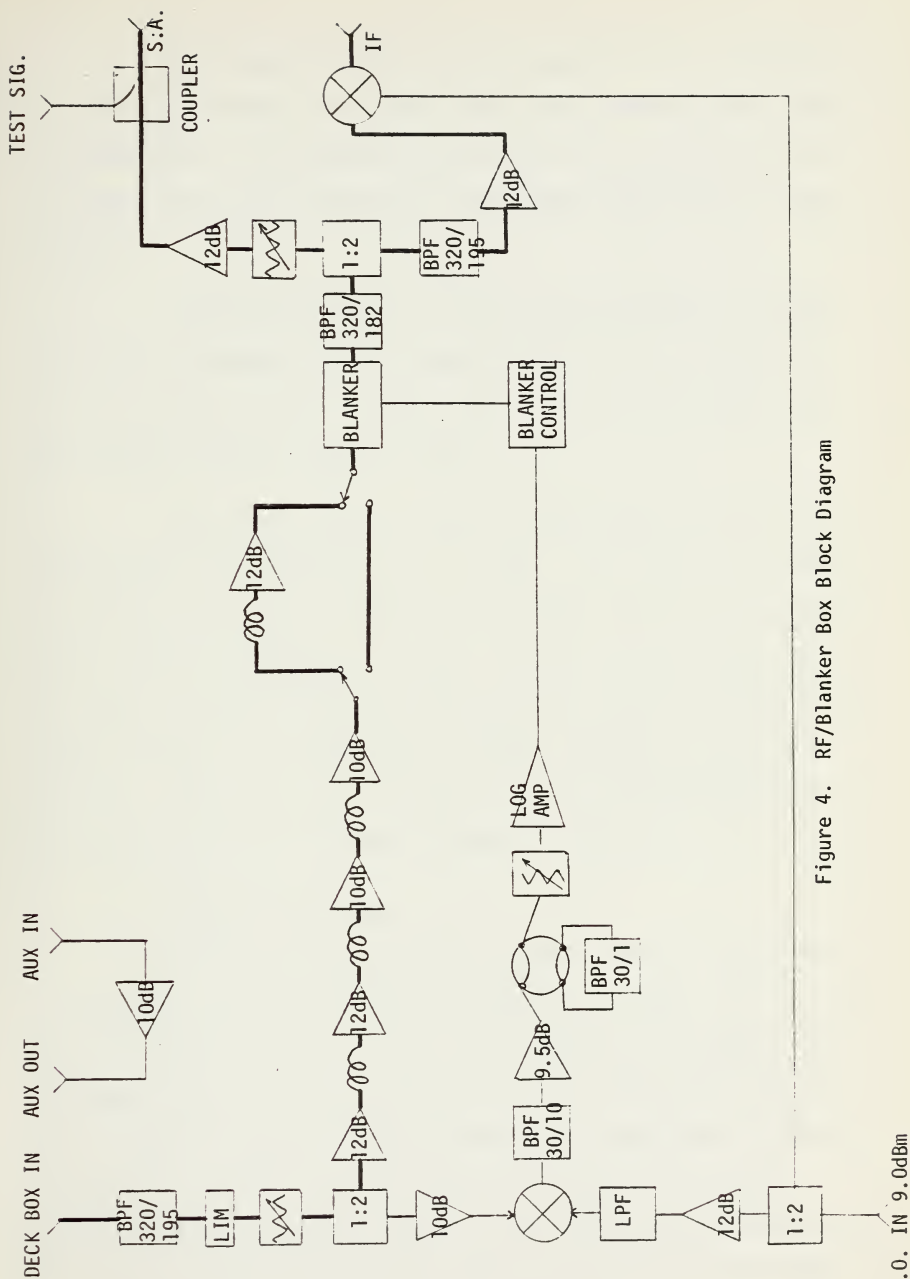 DECK BOX IN
AUX OUT
AUX IN
TEST SIG.
S.A.
COUPLER
IF
BPF
320/
195
LIM
1:2
10dB
12dB
12dB
10dB
10dB
12dB
10dB
BLANKER
BPF
320/
182
1:2
12dB
BPF
320/
195
12dB
BLANKER
CONTROL
LOG
AMP
BPF
30/1
9.5dB
BPF
30/10
LPF
12dB
1:2
.O. IN 9.0dBm
Figure 4. RF/Blanker Box Block Diagram